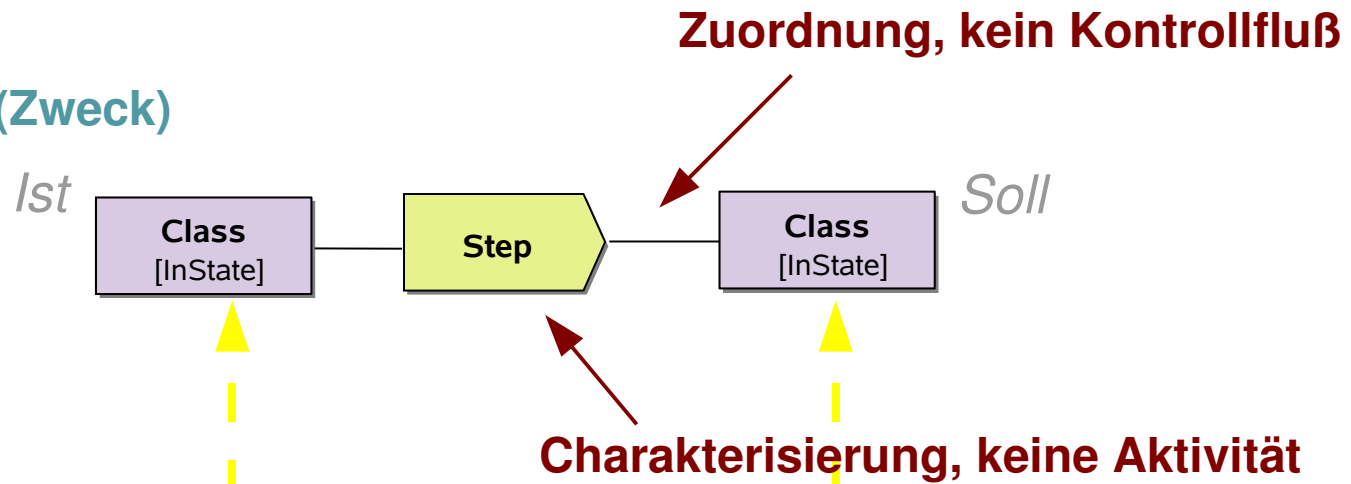 Zuordnung, kein Kontrollfluß
(Zweck)
Ist
Class
[InState]
Step
Class
[InState]
Soll
Charakterisierung, keine Aktivität